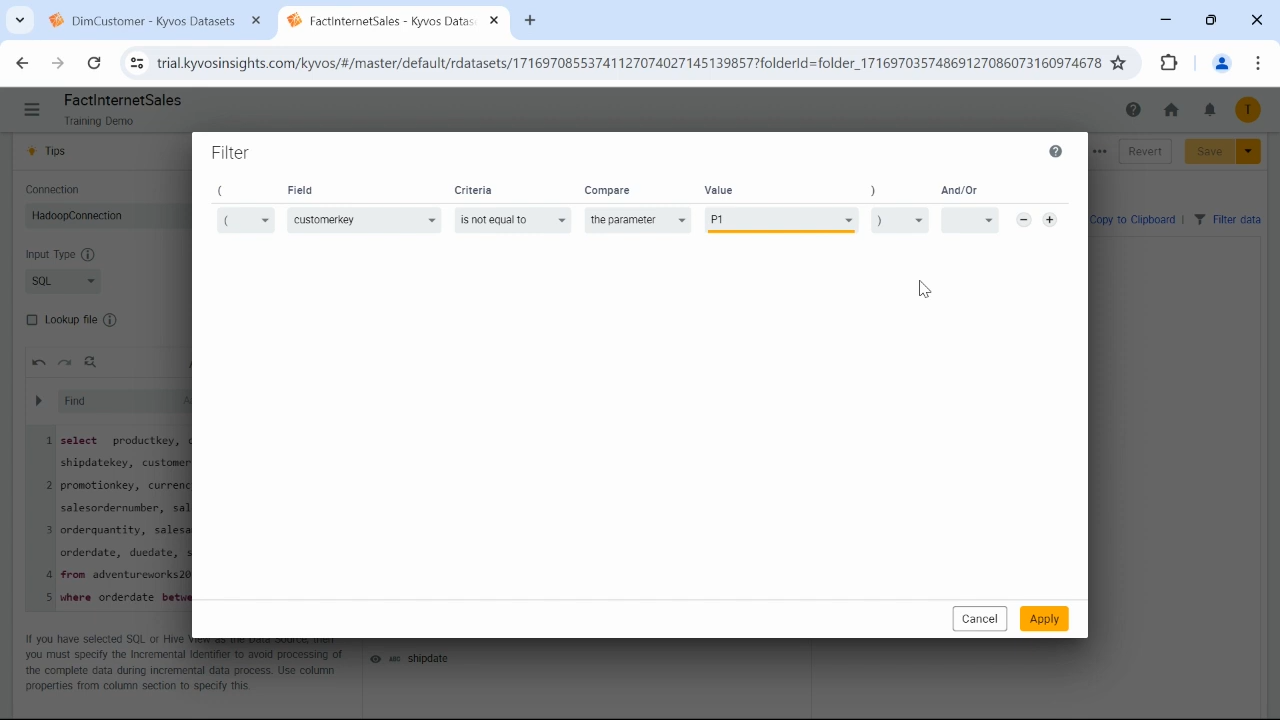 DimCustomer - Kyvos Datasets
FactInternetSales - Kyvos Datas
trial.kyvosinsights.com/kyvos/#/master/default/rdatasets/171697085537411270740271451398 57?folderId=folder_17169703574869127086073160974678
FactInternetSales
Training Demo
T
Tips
Revert
Save
Connection
HadoopConnection
Copy to Clipboard
Filter data
Input Type
SQL
Lookup file
Find
1 select productkey,
shipdatekey, customer
2 promotionkey, currenc
salesordernumber, sal
3 orderquantity, salesa
orderdate, duedate, s
4 from adventureworks20
5 where orderdate betwe
If you have selected SQL or Hive View as the Data Source, then
you must specify the Incremental Identifier to avoid processing of
the complete data during incremental data process. Use column
properties from column section to specify this.
ABC shipdate
Filter
( Field Criteria Compare Value ) And/Or
( customerkey is not equal to the parameter P1 )
Cancel
Apply